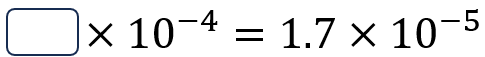 □ × 10⁻⁴ = 1.7 × 10⁻⁵